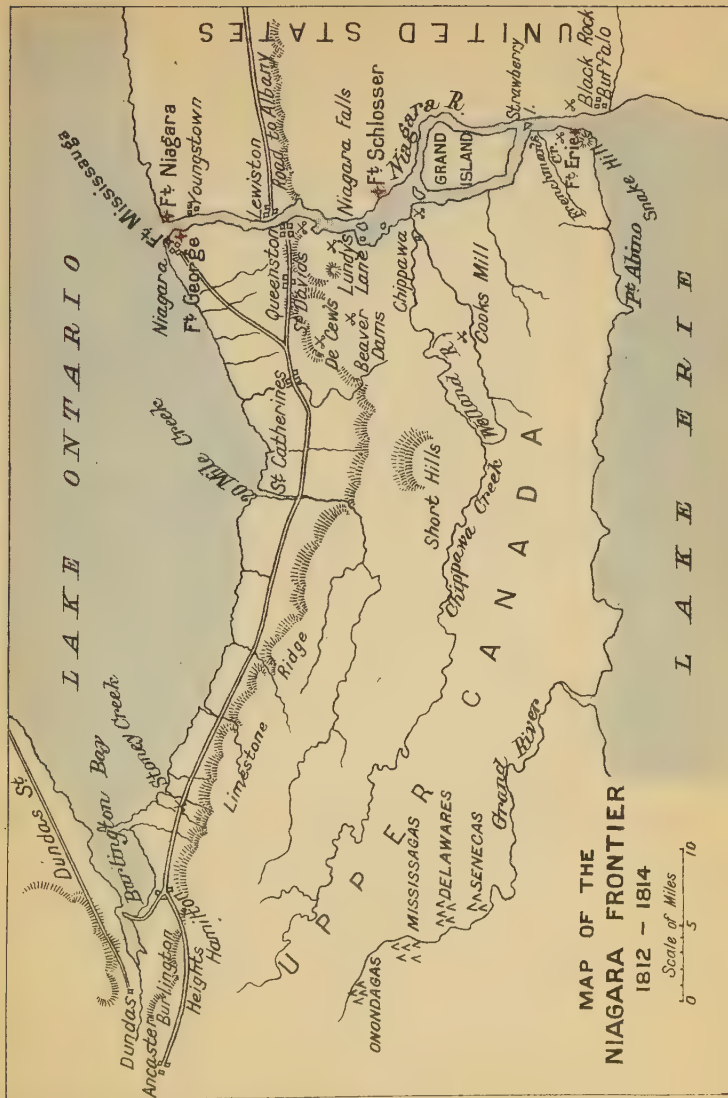 LAKE ONTARIO
UNITED STATES
Dundas St.
Burlington Bay
Stoney Creek
20 Mile Creek
Niagara
Ft Mississauga
Ft. Niagara
Youngstown
Ft. George
Lewiston
Road to Albany
Queenston
St Davids
St. Catherines
De Cew's
Lundys
Lane
Beaver
Dams
Niagara Falls
Ft. Schlosser
Niagara R.
GRAND
ISLAND
Strawberry
I.
Black Rock
Buffalo
Frenchmans
Cr.
Ft Erie
Snake Hill
Pt Abino
Chippawa
Cooks Mill
Welland R.
Chippawa Creek
Short Hills
Dundas
Ancaster
Burlington
Heights
Hamilton
Limestone
Ridge
UPPER
CANADA
ONONDAGAS
MISSISSAGAS
DELAWARES
SENECAS
Grand River
LAKE ERIE
MAP OF THE
NIAGARA FRONTIER
1812 – 1814
Scale of Miles
0 5 10